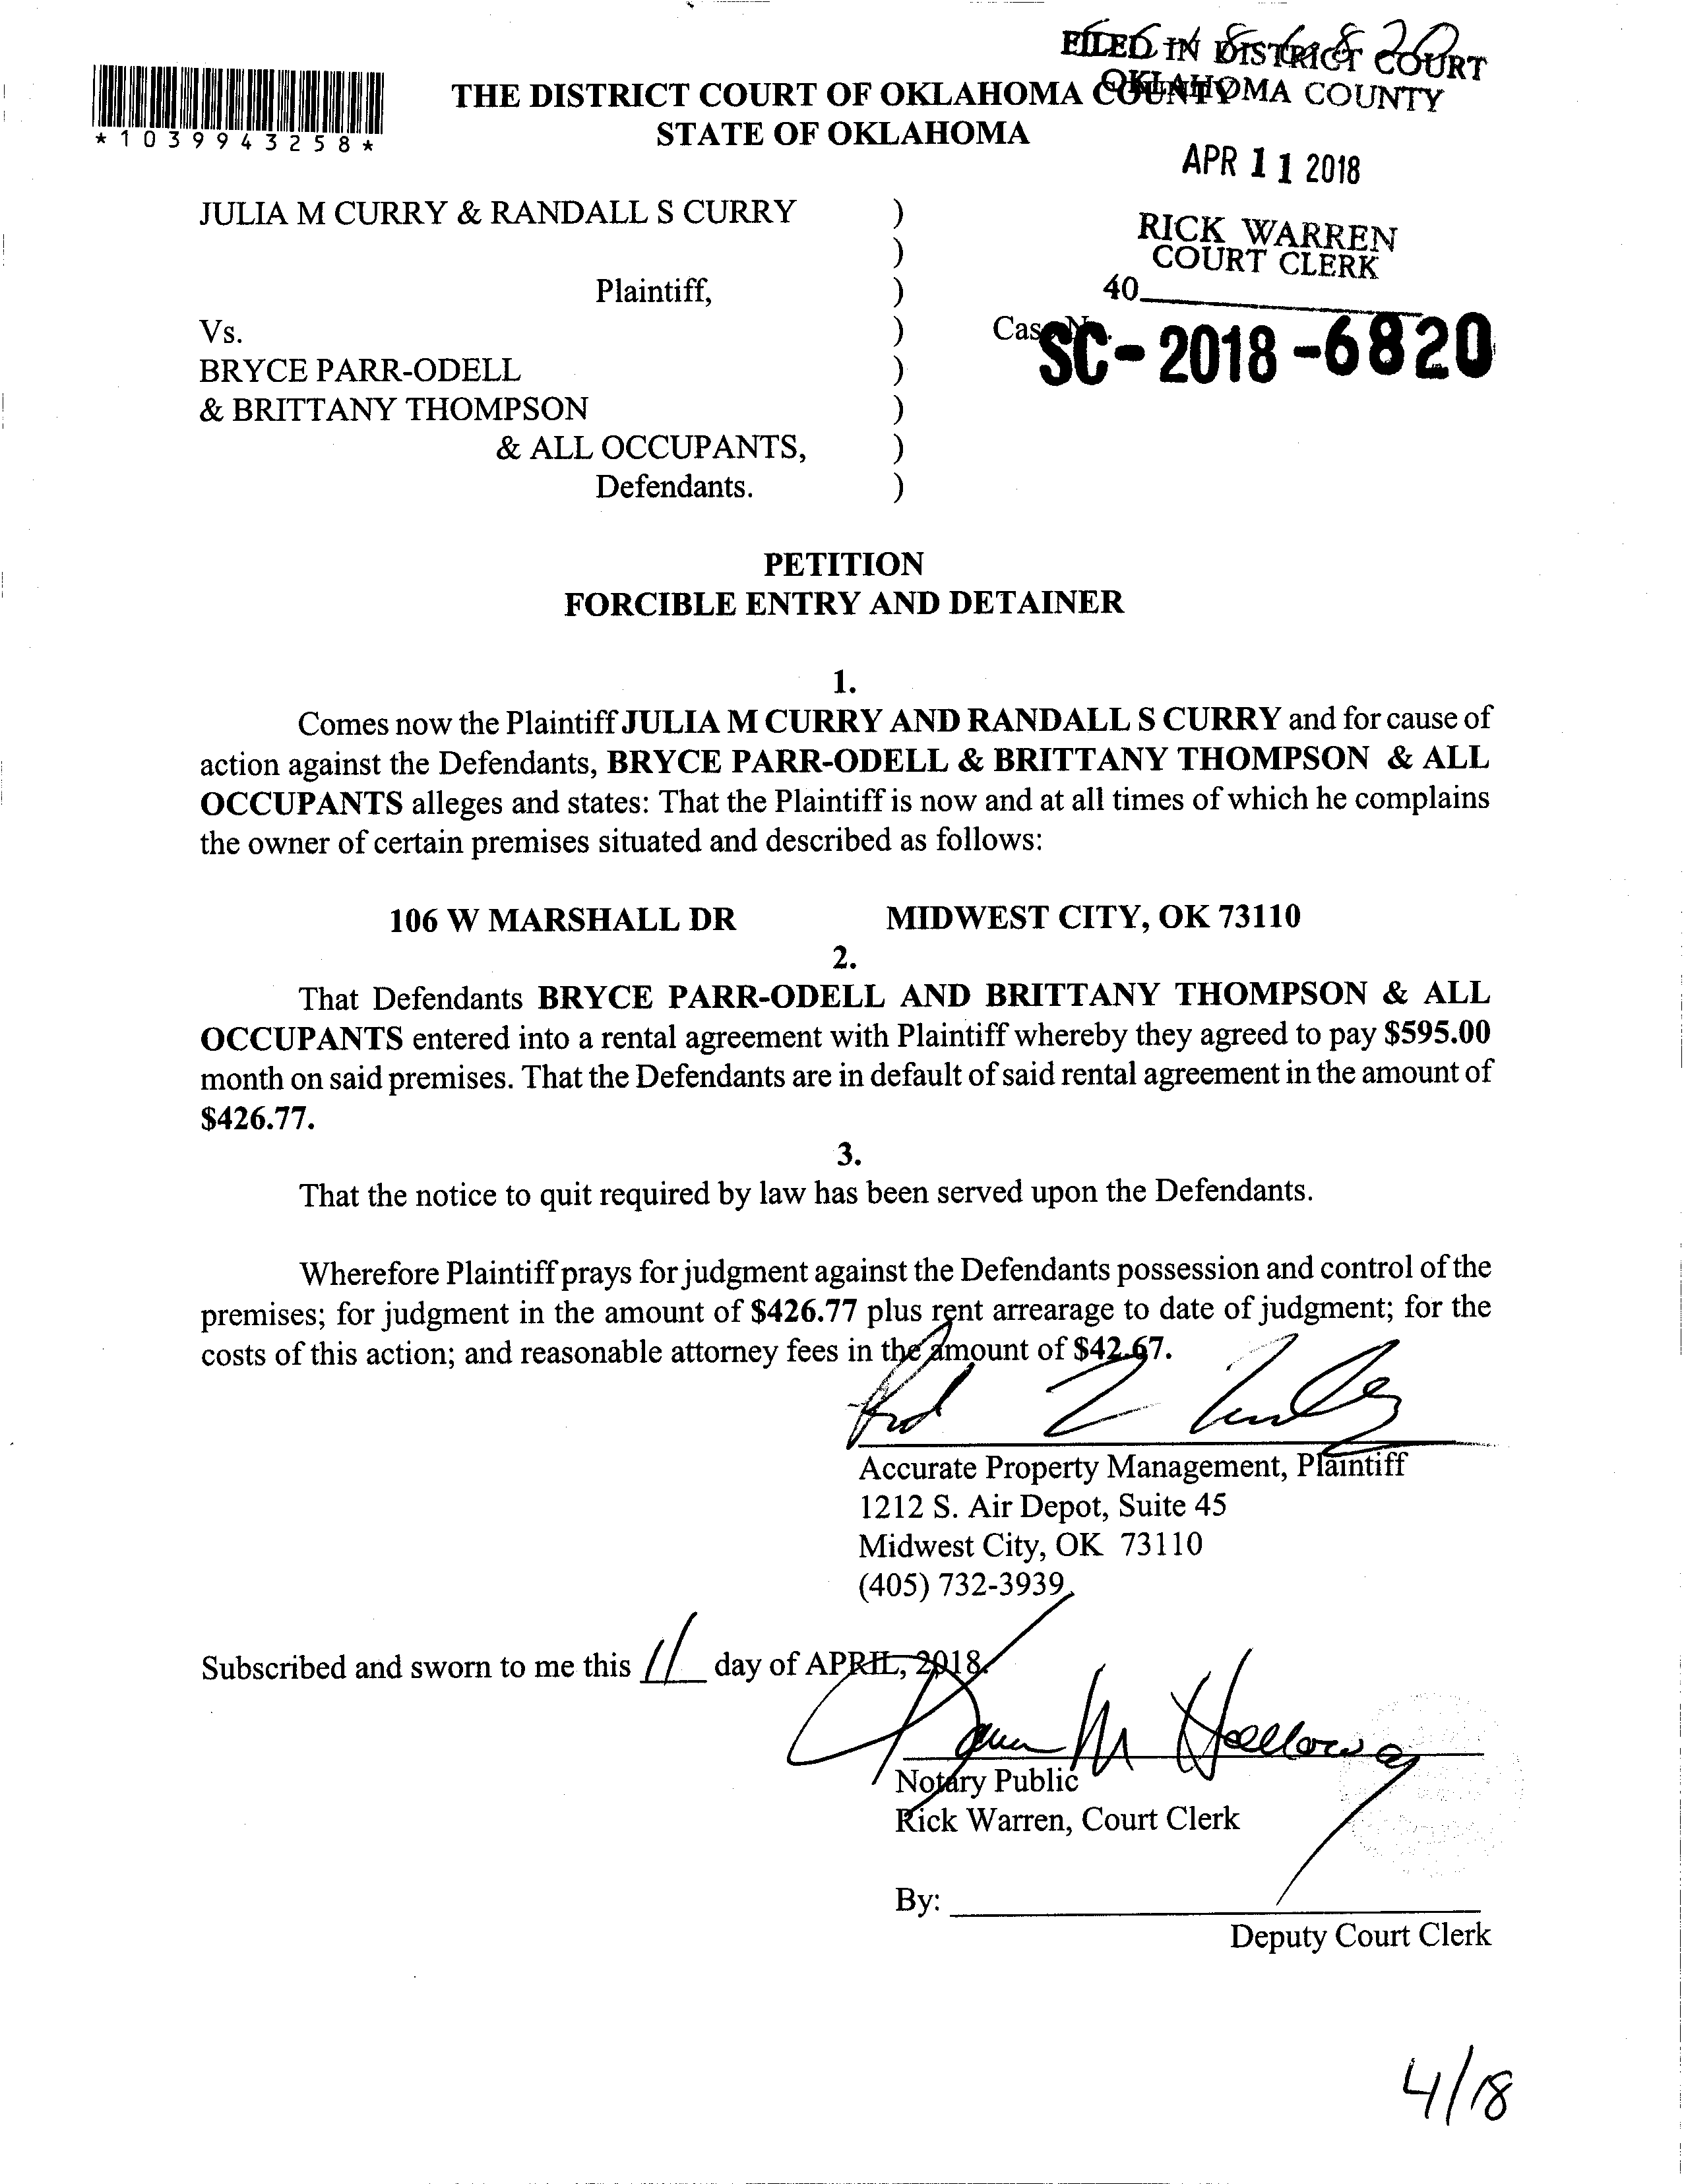 FILED IN DISTRICT COURT
OKLAHOMA COUNTY
THE DISTRICT COURT OF OKLAHOMA COUNTY
STATE OF OKLAHOMA
*1039943258*
APR 11 2018
RICK WARREN
COURT CLERK
40
JULIA M CURRY & RANDALL S CURRY )
)
Plaintiff, )
Vs. ) Case No.
SC-2018-6820
BRYCE PARR-ODELL )
& BRITTANY THOMPSON )
& ALL OCCUPANTS, )
Defendants. )
PETITION
FORCIBLE ENTRY AND DETAINER
1.
Comes now the Plaintiff JULIA M CURRY AND RANDALL S CURRY and for cause of
action against the Defendants, BRYCE PARR-ODELL & BRITTANY THOMPSON & ALL
OCCUPANTS alleges and states: That the Plaintiff is now and at all times of which he complains
the owner of certain premises situated and described as follows:
106 W MARSHALL DR MIDWEST CITY, OK 73110
2.
That Defendants BRYCE PARR-ODELL AND BRITTANY THOMPSON & ALL
OCCUPANTS entered into a rental agreement with Plaintiff whereby they agreed to pay $595.00
month on said premises. That the Defendants are in default of said rental agreement in the amount of
$426.77.
3.
That the notice to quit required by law has been served upon the Defendants.
Wherefore Plaintiff prays for judgment against the Defendants possession and control of the
premises; for judgment in the amount of $426.77 plus rent arrearage to date of judgment; for the
costs of this action; and reasonable attorney fees in the amount of $42.67.
Accurate Property Management, Plaintiff
1212 S. Air Depot, Suite 45
Midwest City, OK 73110
(405) 732-3939
Subscribed and sworn to me this 11 day of APRIL, 2018.
M Holloway
Notary Public
Rick Warren, Court Clerk
By:
Deputy Court Clerk
4/18